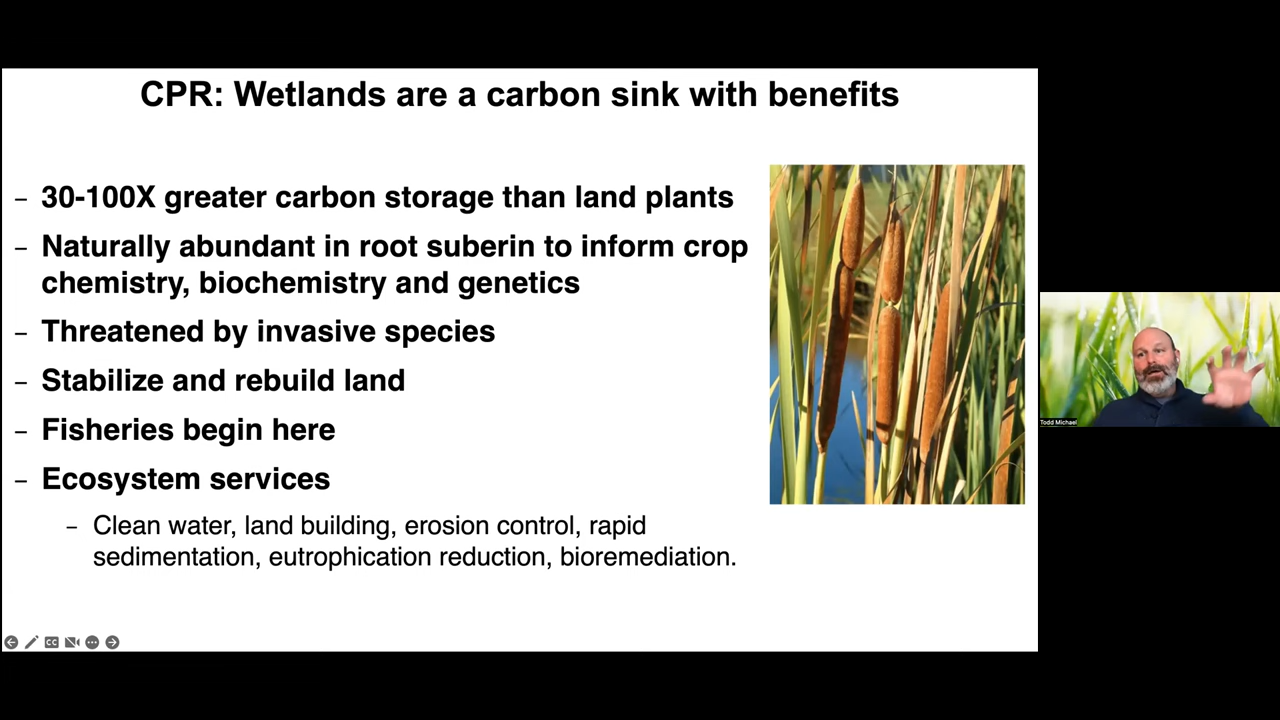 CPR: Wetlands are a carbon sink with benefits
– 30-100X greater carbon storage than land plants
– Naturally abundant in root suberin to inform crop
chemistry, biochemistry and genetics
– Threatened by invasive species
– Stabilize and rebuild land
– Fisheries begin here
– Ecosystem services
– Clean water, land building, erosion control, rapid
sedimentation, eutrophication reduction, bioremediation.
Todd Michael
CC